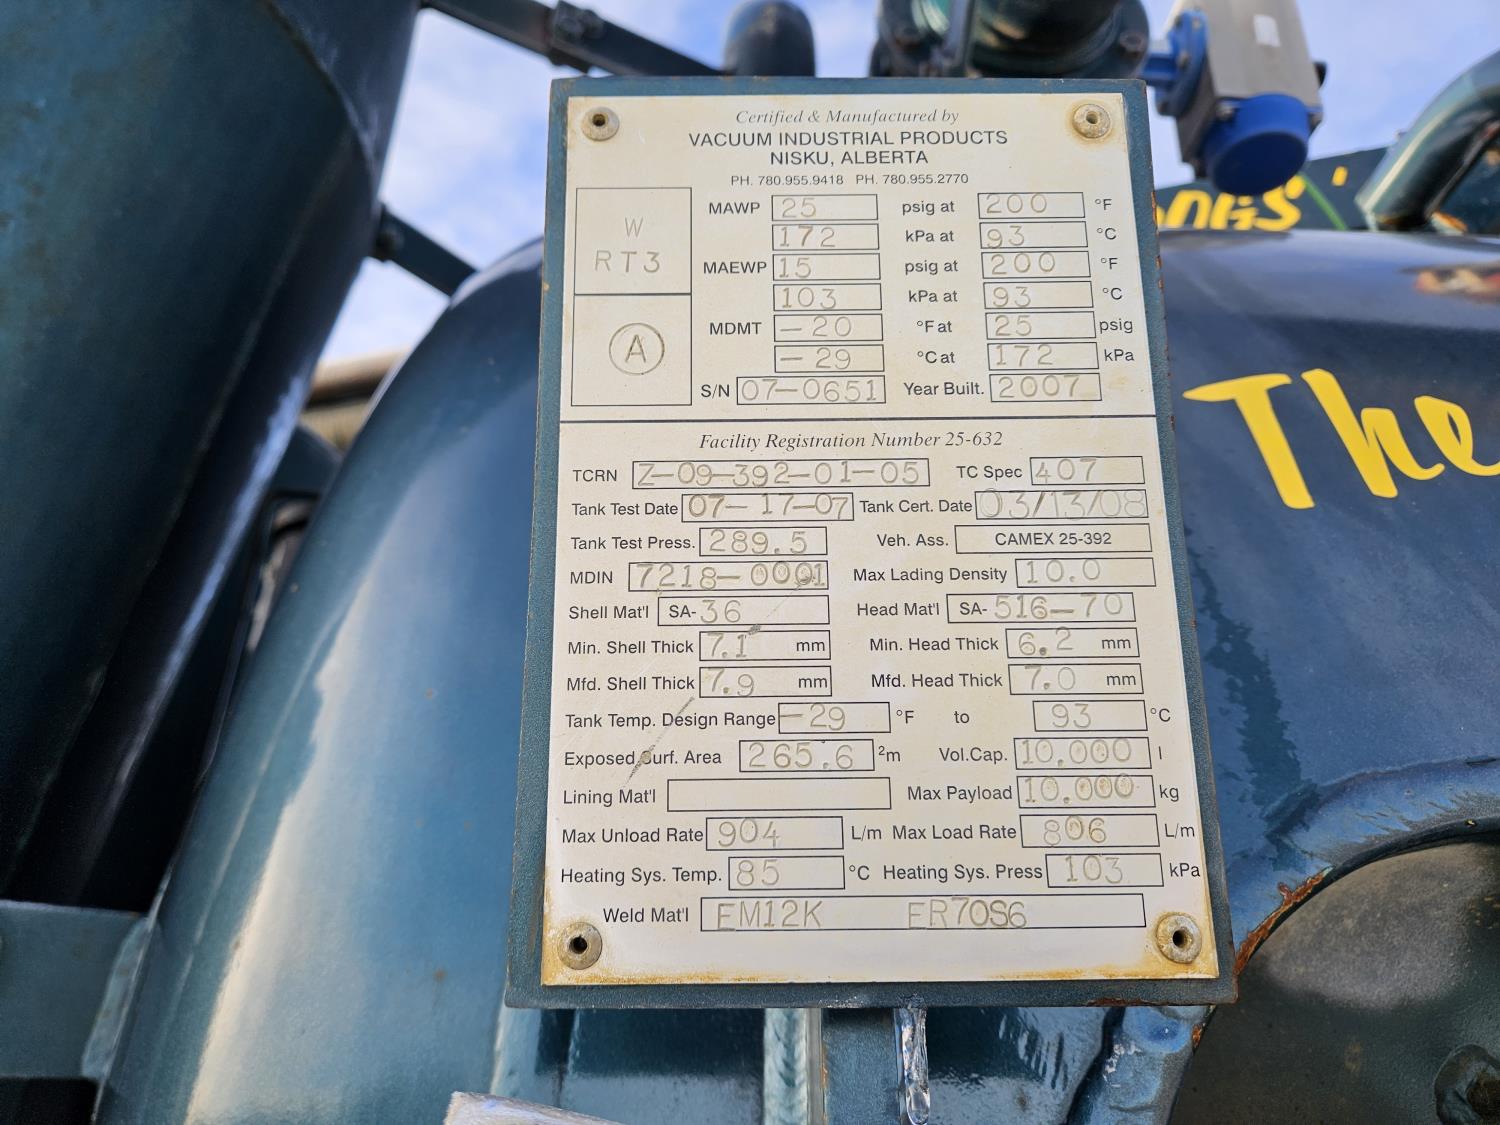 Certified & Manufactured by
VACUUM INDUSTRIAL PRODUCTS
NISKU, ALBERTA
PH. 780.955.9418 PH. 780.955.2770
W
RT3
A
MAWP 25 psig at 200 °F
172 kPa at 93 °C
MAEWP 15 psig at 200 °F
103 kPa at 93 °C
MDMT -20 °F at 25 psig
-29 °C at 172 kPa
S/N 07-0651 Year Built. 2007
Facility Registration Number 25-632
TCRN Z-09-392-01-05 TC Spec 407
Tank Test Date 07-17-07 Tank Cert. Date 03/13/08
Tank Test Press. 289.5 Veh. Ass. CAMEX 25-392
MDIN 7218-0001 Max Lading Density 10.0
Shell Mat'l SA-36 Head Mat'l SA-516-70
Min. Shell Thick 7.1 mm Min. Head Thick 6.2 mm
Mfd. Shell Thick 7.9 mm Mfd. Head Thick 7.0 mm
Tank Temp. Design Range -29 °F to 93 °C
Exposed Surf. Area 265.6 ²m Vol.Cap. 10,000 l
Lining Mat'l Max Payload 10,000 kg
Max Unload Rate 904 L/m Max Load Rate 806 L/m
Heating Sys. Temp. 85 °C Heating Sys. Press 103 kPa
Weld Mat'l EM12K ER70S6
The